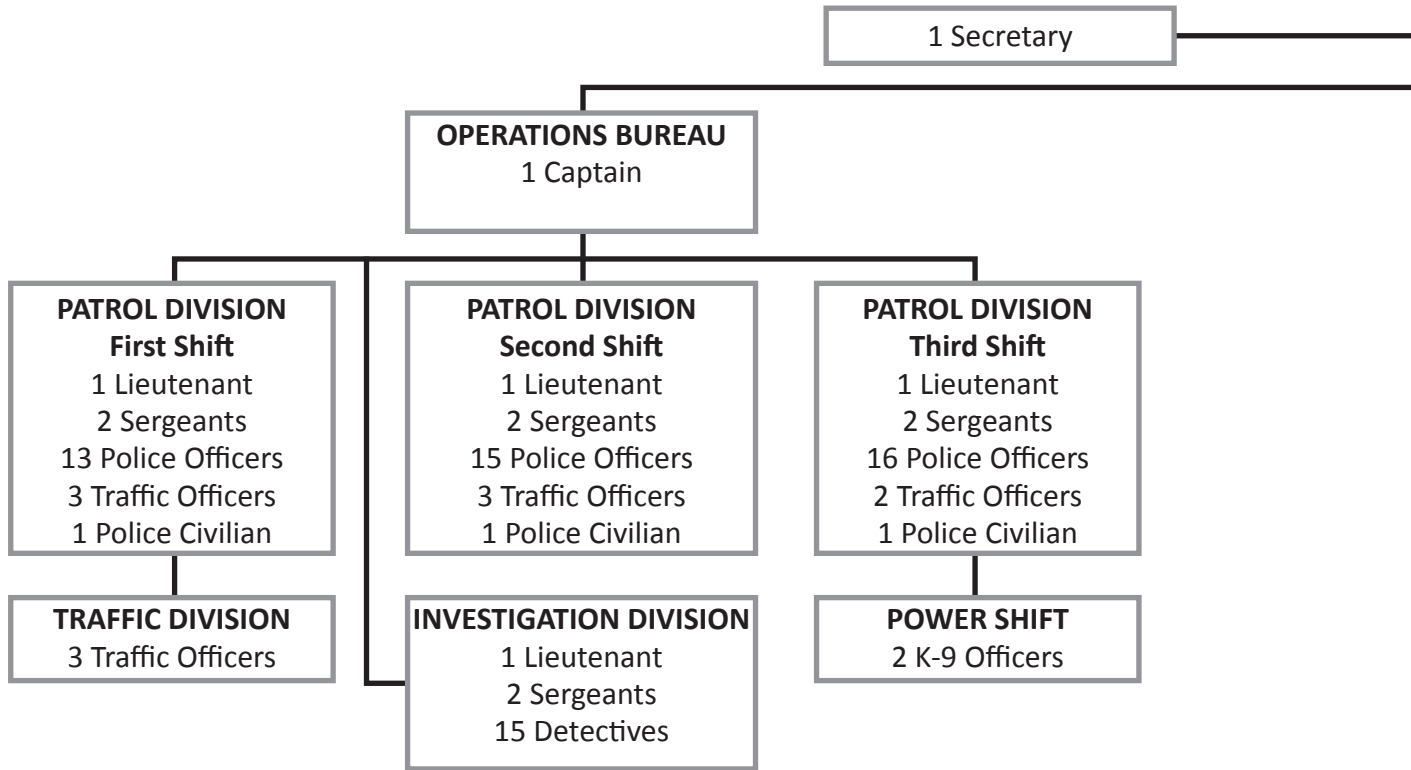 1 Secretary
OPERATIONS BUREAU
1 Captain
PATROL DIVISION
First Shift
1 Lieutenant
2 Sergeants
13 Police Officers
3 Traffic Officers
1 Police Civilian
PATROL DIVISION
Second Shift
1 Lieutenant
2 Sergeants
15 Police Officers
3 Traffic Officers
1 Police Civilian
PATROL DIVISION
Third Shift
1 Lieutenant
2 Sergeants
16 Police Officers
2 Traffic Officers
1 Police Civilian
TRAFFIC DIVISION
3 Traffic Officers
INVESTIGATION DIVISION
1 Lieutenant
2 Sergeants
15 Detectives
POWER SHIFT
2 K-9 Officers